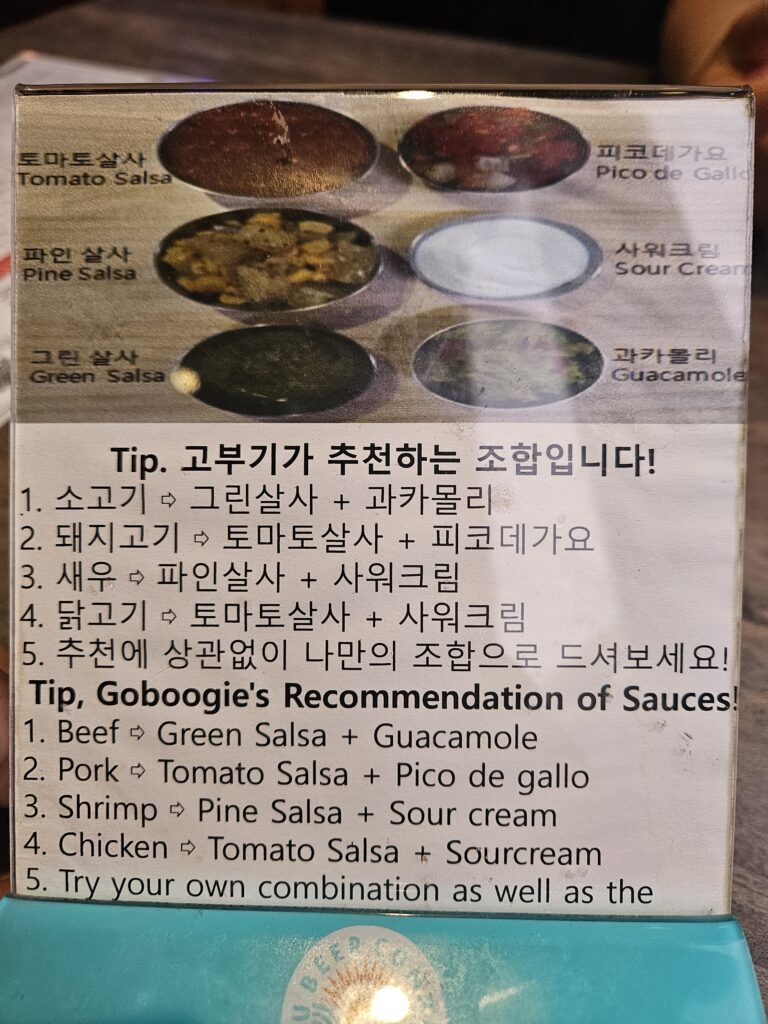 토마토살사
Tomato Salsa
피코데가요
Pico de Gallo
파인 살사
Pine Salsa
사워크림
Sour Cream
그린 살사
Green Salsa
과카몰리
Guacamole
Tip. 고부기가 추천하는 조합입니다!
1. 소고기 ⇨ 그린살사 + 과카몰리
2. 돼지고기 ⇨ 토마토살사 + 피코데가요
3. 새우 ⇨ 파인살사 + 사워크림
4. 닭고기 ⇨ 토마토살사 + 사워크림
5. 추천에 상관없이 나만의 조합으로 드셔보세요!
Tip, Goboogie's Recommendation of Sauces!
1. Beef ⇨ Green Salsa + Guacamole
2. Pork ⇨ Tomato Salsa + Pico de gallo
3. Shrimp ⇨ Pine Salsa + Sour cream
4. Chicken ⇨ Tomato Salsa + Sourcream
5. Try your own combination as well as the
BEER